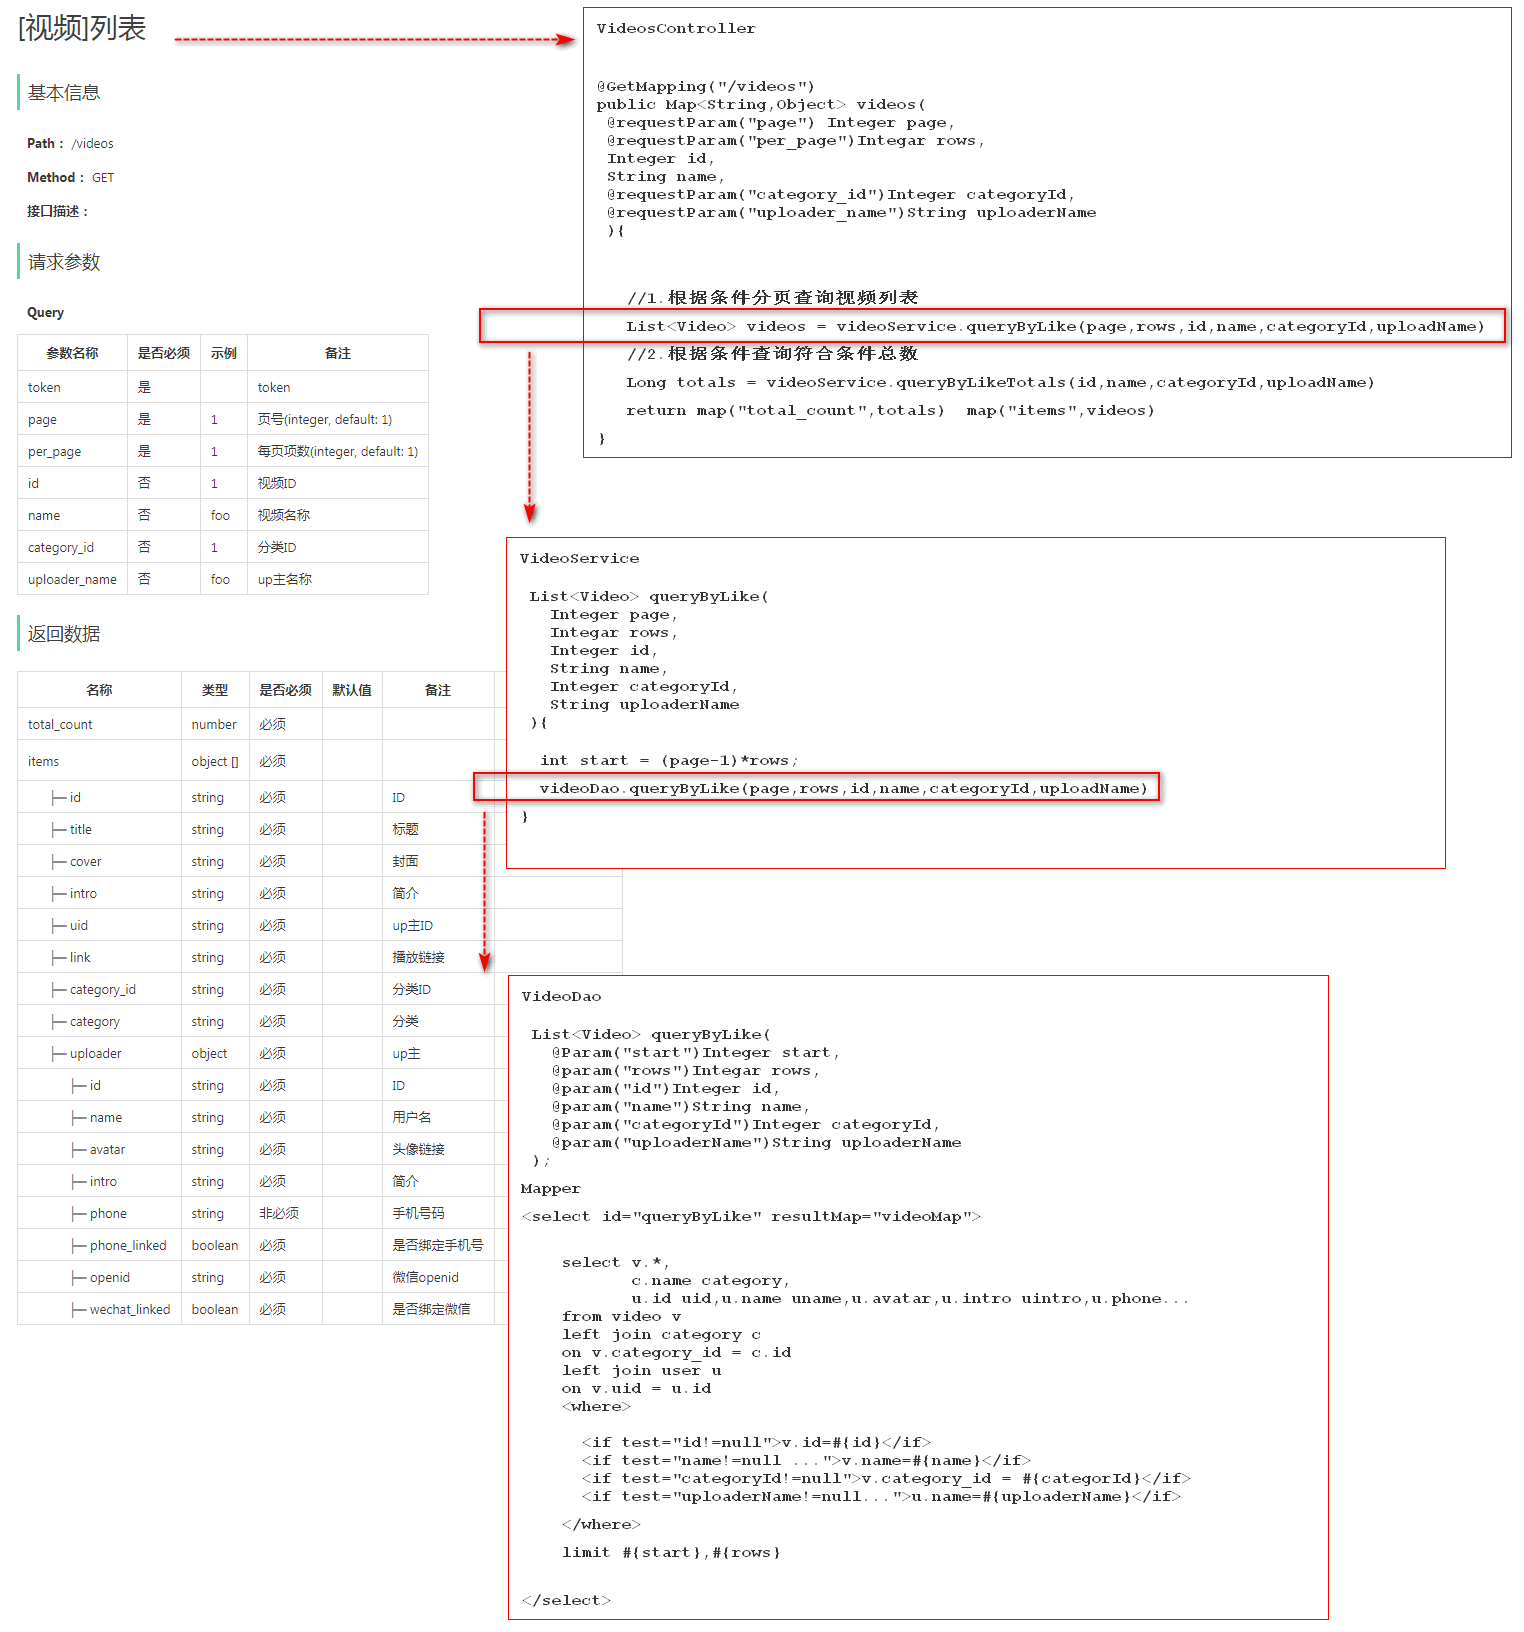 [视频]列表
基本信息
Path： /videos
Method： GET
接口描述：
请求参数
Query
参数名称 是否必须 示例 备注
token 是 token
page 是 1 页号(integer, default: 1)
per_page 是 1 每页项数(integer, default: 1)
id 否 1 视频ID
name 否 foo 视频名称
category_id 否 1 分类ID
uploader_name 否 foo up主名称
返回数据
名称 类型 是否必须 默认值 备注
total_count number 必须
items object [] 必须
├─ id string 必须 ID
├─ title string 必须 标题
├─ cover string 必须 封面
├─ intro string 必须 简介
├─ uid string 必须 up主ID
├─ link string 必须 播放链接
├─ category_id string 必须 分类ID
├─ category string 必须 分类
├─ uploader object 必须 up主
├─ id string 必须 ID
├─ name string 必须 用户名
├─ avatar string 必须 头像链接
├─ intro string 必须 简介
├─ phone string 非必须 手机号码
├─ phone_linked boolean 必须 是否绑定手机号
├─ openid string 必须 微信openid
├─ wechat_linked boolean 必须 是否绑定微信
VideosController
@GetMapping("/videos")
public Map<String,Object> videos(
@requestParam("page") Integer page,
@requestParam("per_page")Integar rows,
Integer id,
String name,
@requestParam("category_id")Integer categoryId,
@requestParam("uploader_name")String uploaderName
){
//1.根据条件分页查询视频列表
List<Video> videos = videoService.queryByLike(page,rows,id,name,categoryId,uploadName)
//2.根据条件查询符合条件总数
Long totals = videoService.queryByLikeTotals(id,name,categoryId,uploadName)
return map("total_count",totals) map("items",videos)
}
VideoService
List<Video> queryByLike(
Integer page,
Integar rows,
Integer id,
String name,
Integer categoryId,
String uploaderName
){
int start = (page-1)*rows;
videoDao.queryByLike(page,rows,id,name,categoryId,uploadName)
}
VideoDao
List<Video> queryByLike(
@Param("start")Integer start,
@param("rows")Integar rows,
@param("id")Integer id,
@param("name")String name,
@param("categoryId")Integer categoryId,
@param("uploaderName")String uploaderName
);
Mapper
<select id="queryByLike" resultMap="videoMap">
select v.*,
c.name category,
u.id uid,u.name uname,u.avatar,u.intro uintro,u.phone...
from video v
left join category c
on v.category_id = c.id
left join user u
on v.uid = u.id
<where>
<if test="id!=null">v.id=#{id}</if>
<if test="name!=null ...">v.name=#{name}</if>
<if test="categoryId!=null">v.category_id = #{categorId}</if>
<if test="uploaderName!=null...">u.name=#{uploaderName}</if>
</where>
limit #{start},#{rows}
</select>